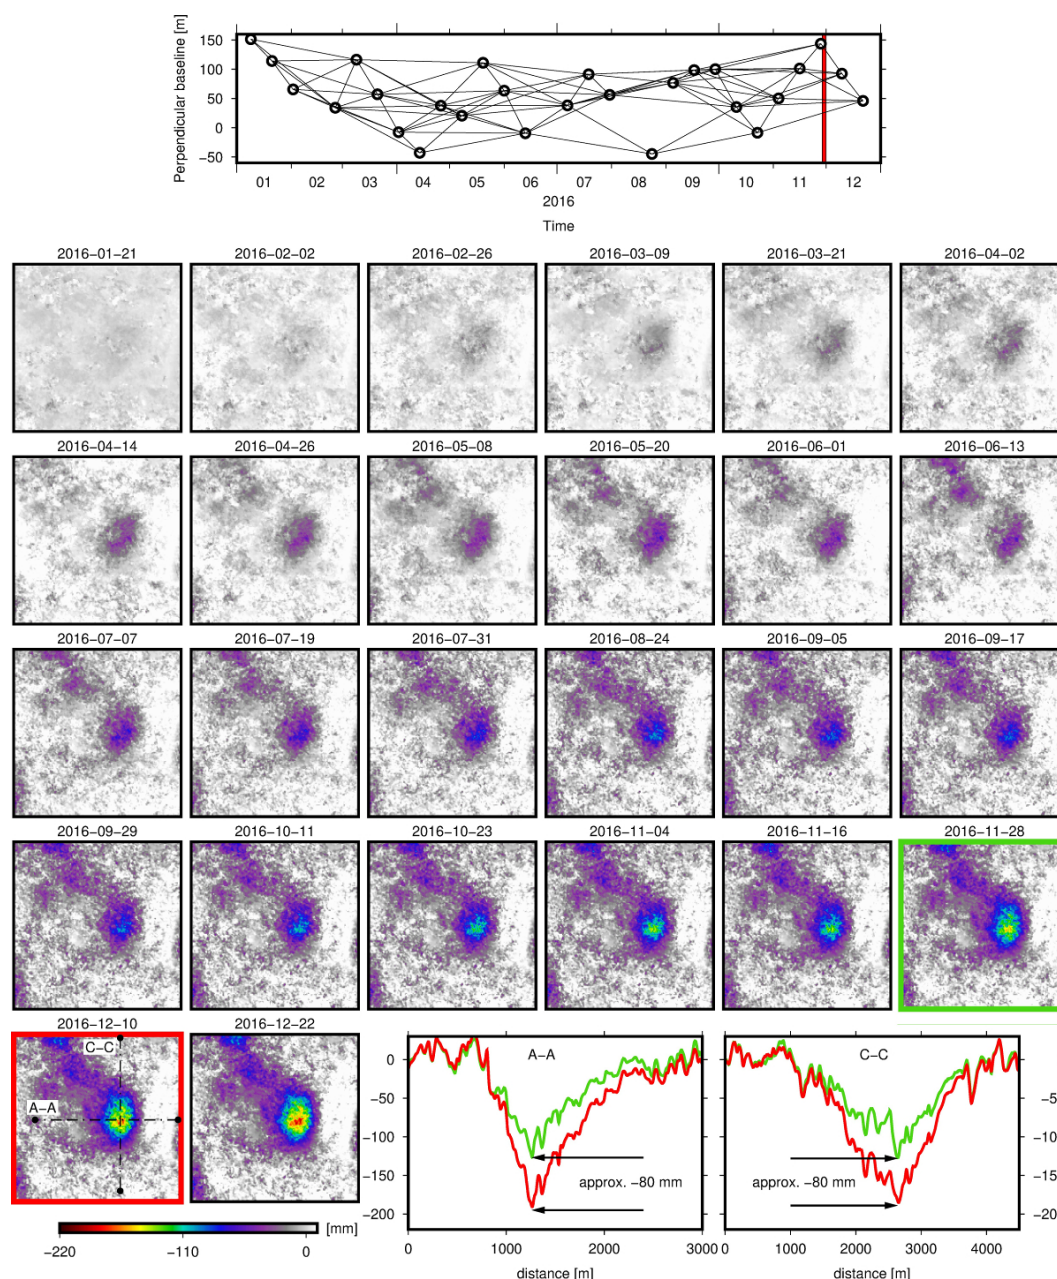 Perpendicular baseline [m]
150
100
50
0
−50
01 02 03 04 05 06 07 08 09 10 11 12
2016
Time
2016−01−21 2016−02−02 2016−02−26 2016−03−09 2016−03−21 2016−04−02
2016−04−14 2016−04−26 2016−05−08 2016−05−20 2016−06−01 2016−06−13
2016−07−07 2016−07−19 2016−07−31 2016−08−24 2016−09−05 2016−09−17
2016−09−29 2016−10−11 2016−10−23 2016−11−04 2016−11−16 2016−11−28
2016−12−10 2016−12−22
C−C
A−A
[mm]
−220 −110 0
A−A
0
−50
−100
−150
−200
approx. −80 mm
0 1000 2000 3000
distance [m]
C−C
0
−5
−10
−15
−20
approx. −80 mm
0 1000 2000 3000 4000
distance [m]